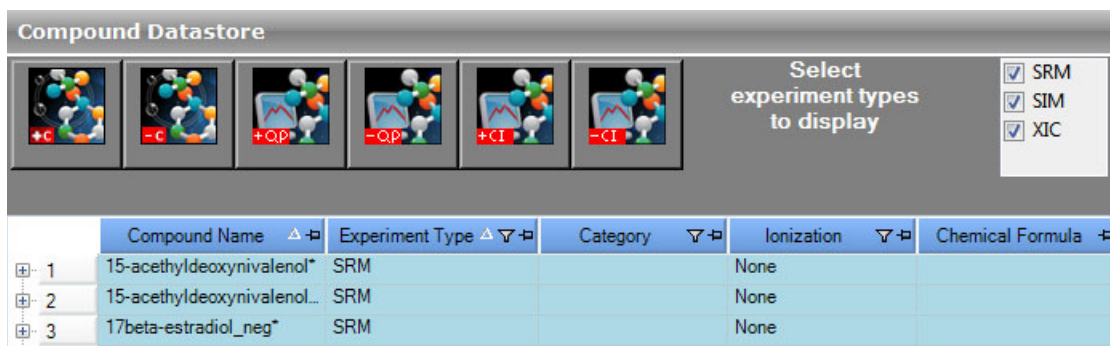 Compound Datastore
+C -C +QP -QP +CI -CI
Select
experiment types
to display
SRM
SIM
XIC
Compound Name Experiment Type Category Ionization Chemical Formula
1 15-acethyldeoxynivalenol* SRM None
2 15-acethyldeoxynivalenol... SRM None
3 17beta-estradiol_neg* SRM None